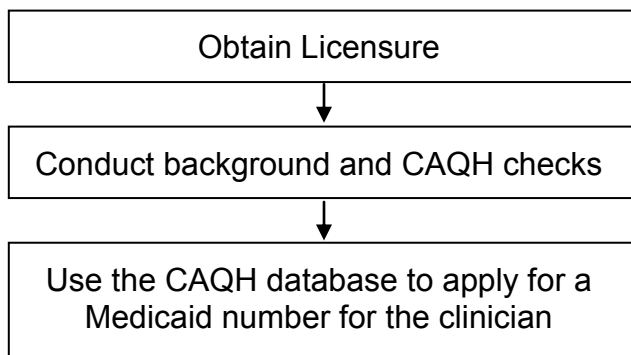 Obtain Licensure
Conduct background and CAQH checks
Use the CAQH database to apply for a
Medicaid number for the clinician